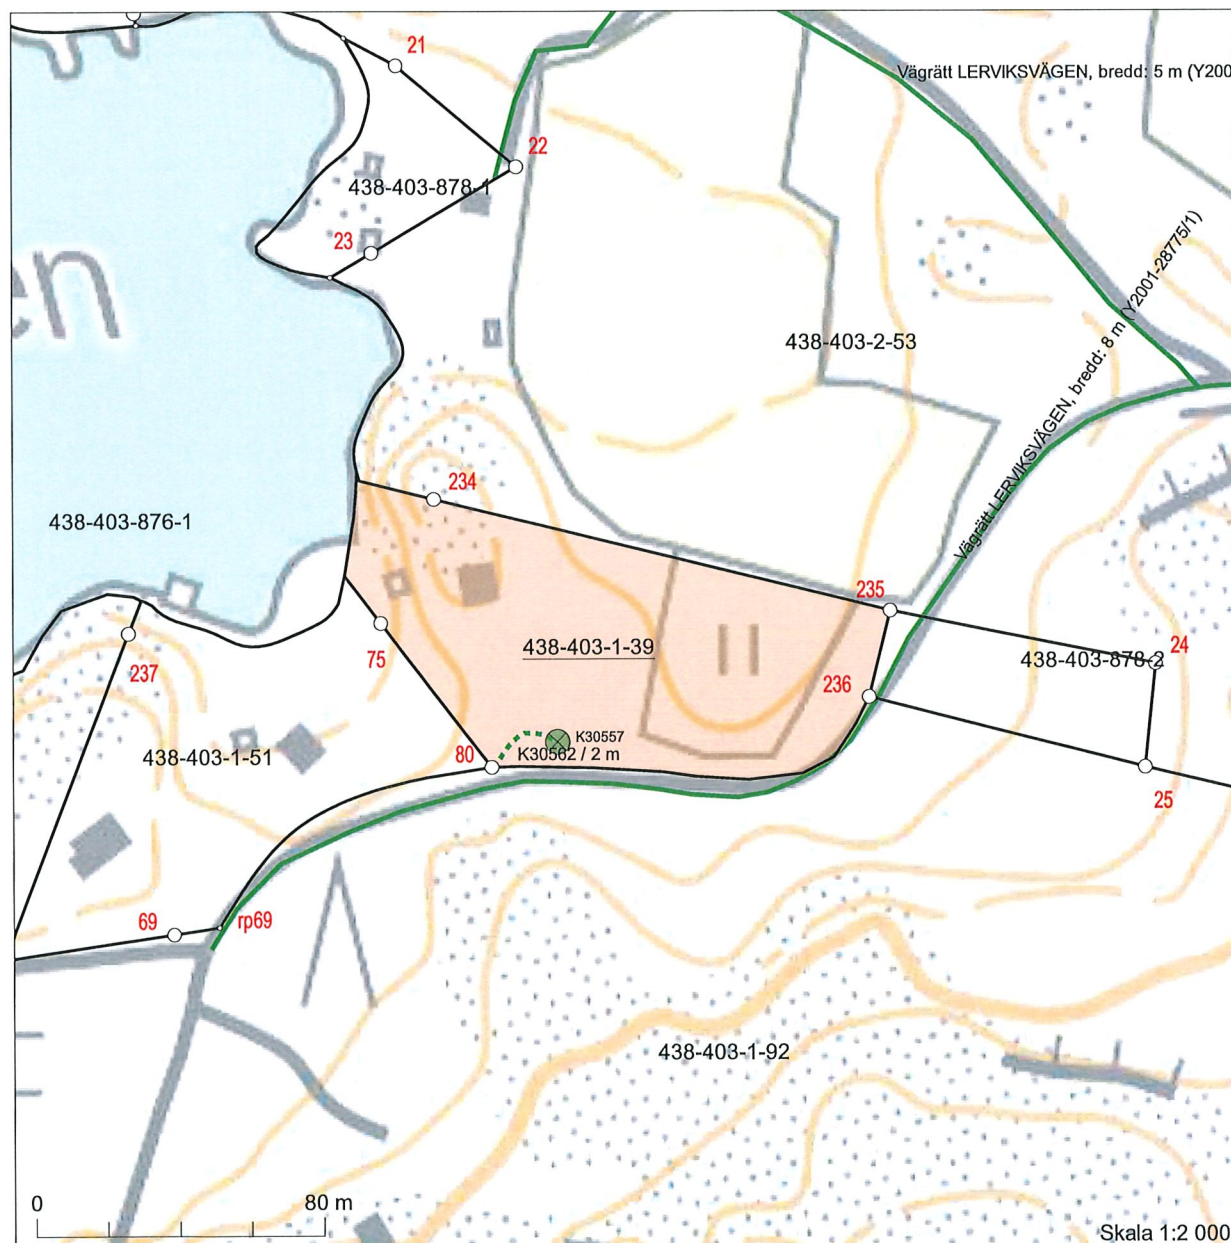 21
Vägrätt LERVIKSVÄGEN, bredd: 5 m (Y200
22
438-403-878-1
23
en
Vägrätt LERVIKSVÄGEN, bredd: 8 m (Y2001-28775/1)
438-403-2-53
234
438-403-876-1
235
24
438-403-1-39
438-403-878-2
75
237
236
K30557
80
K30562 / 2 m
438-403-1-51
25
69
rp69
438-403-1-92
0
80 m
Skala 1:2 000